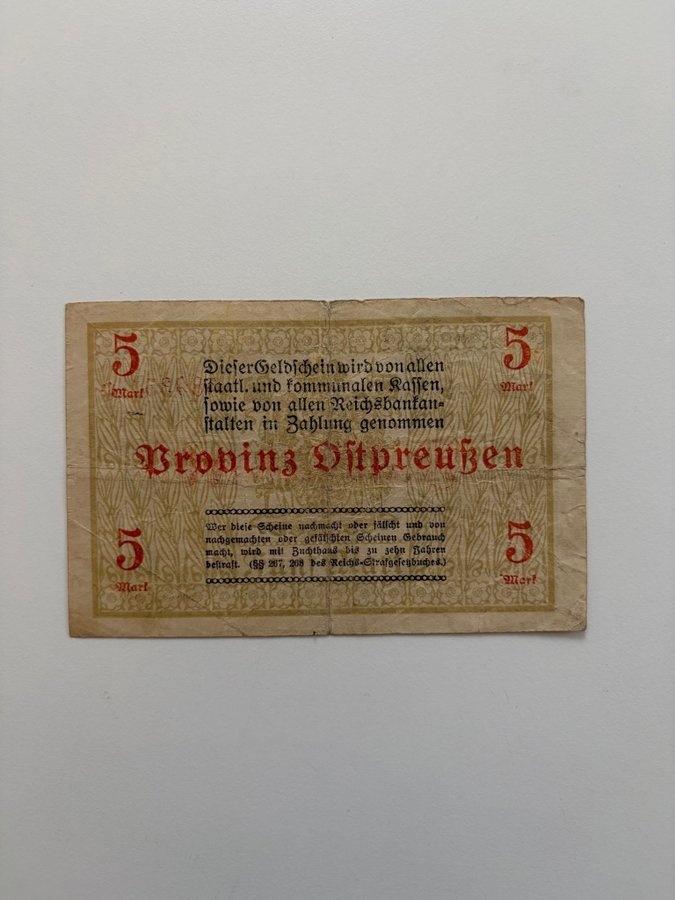 5 5
Mark Mark
Dieser Geldschein wird von allen
staatl. und kommunalen Kassen,
sowie von allen Reichsbankan-
stalten in Zahlung genommen
Provinz Ostpreußen
Wer diese Scheine nachmacht oder fälscht und von
nachgemachten oder gefälschten Scheinen Gebrauch
macht, wird mit Zuchthaus bis zu zehn Jahren
bestraft. (§§ 267, 268 des Reichs-Strafgesetzbuches.)
5 5
Mark Mark